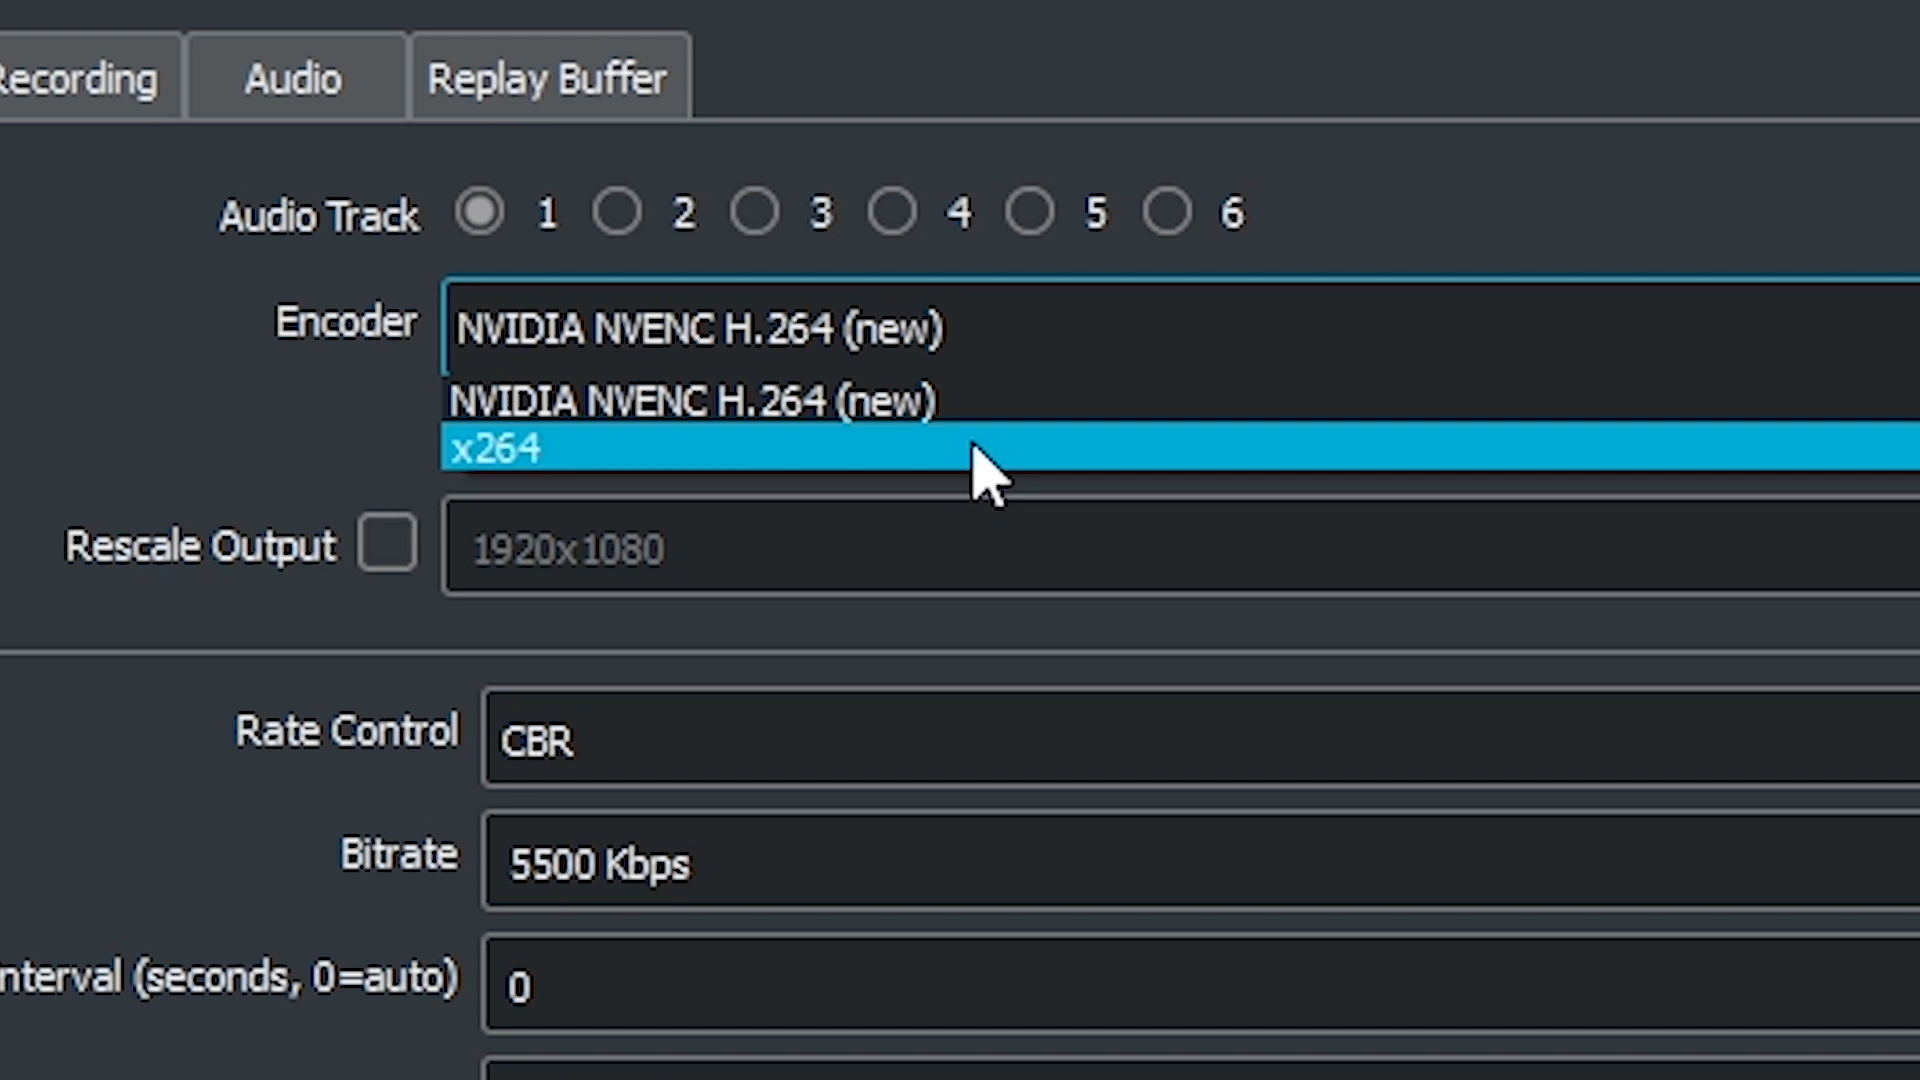 Recording Audio Replay Buffer
Audio Track 1 2 3 4 5 6
Encoder NVIDIA NVENC H.264 (new)
NVIDIA NVENC H.264 (new)
x264
Rescale Output 1920x1080
Rate Control CBR
Bitrate 5500 Kbps
nterval (seconds, 0=auto) 0